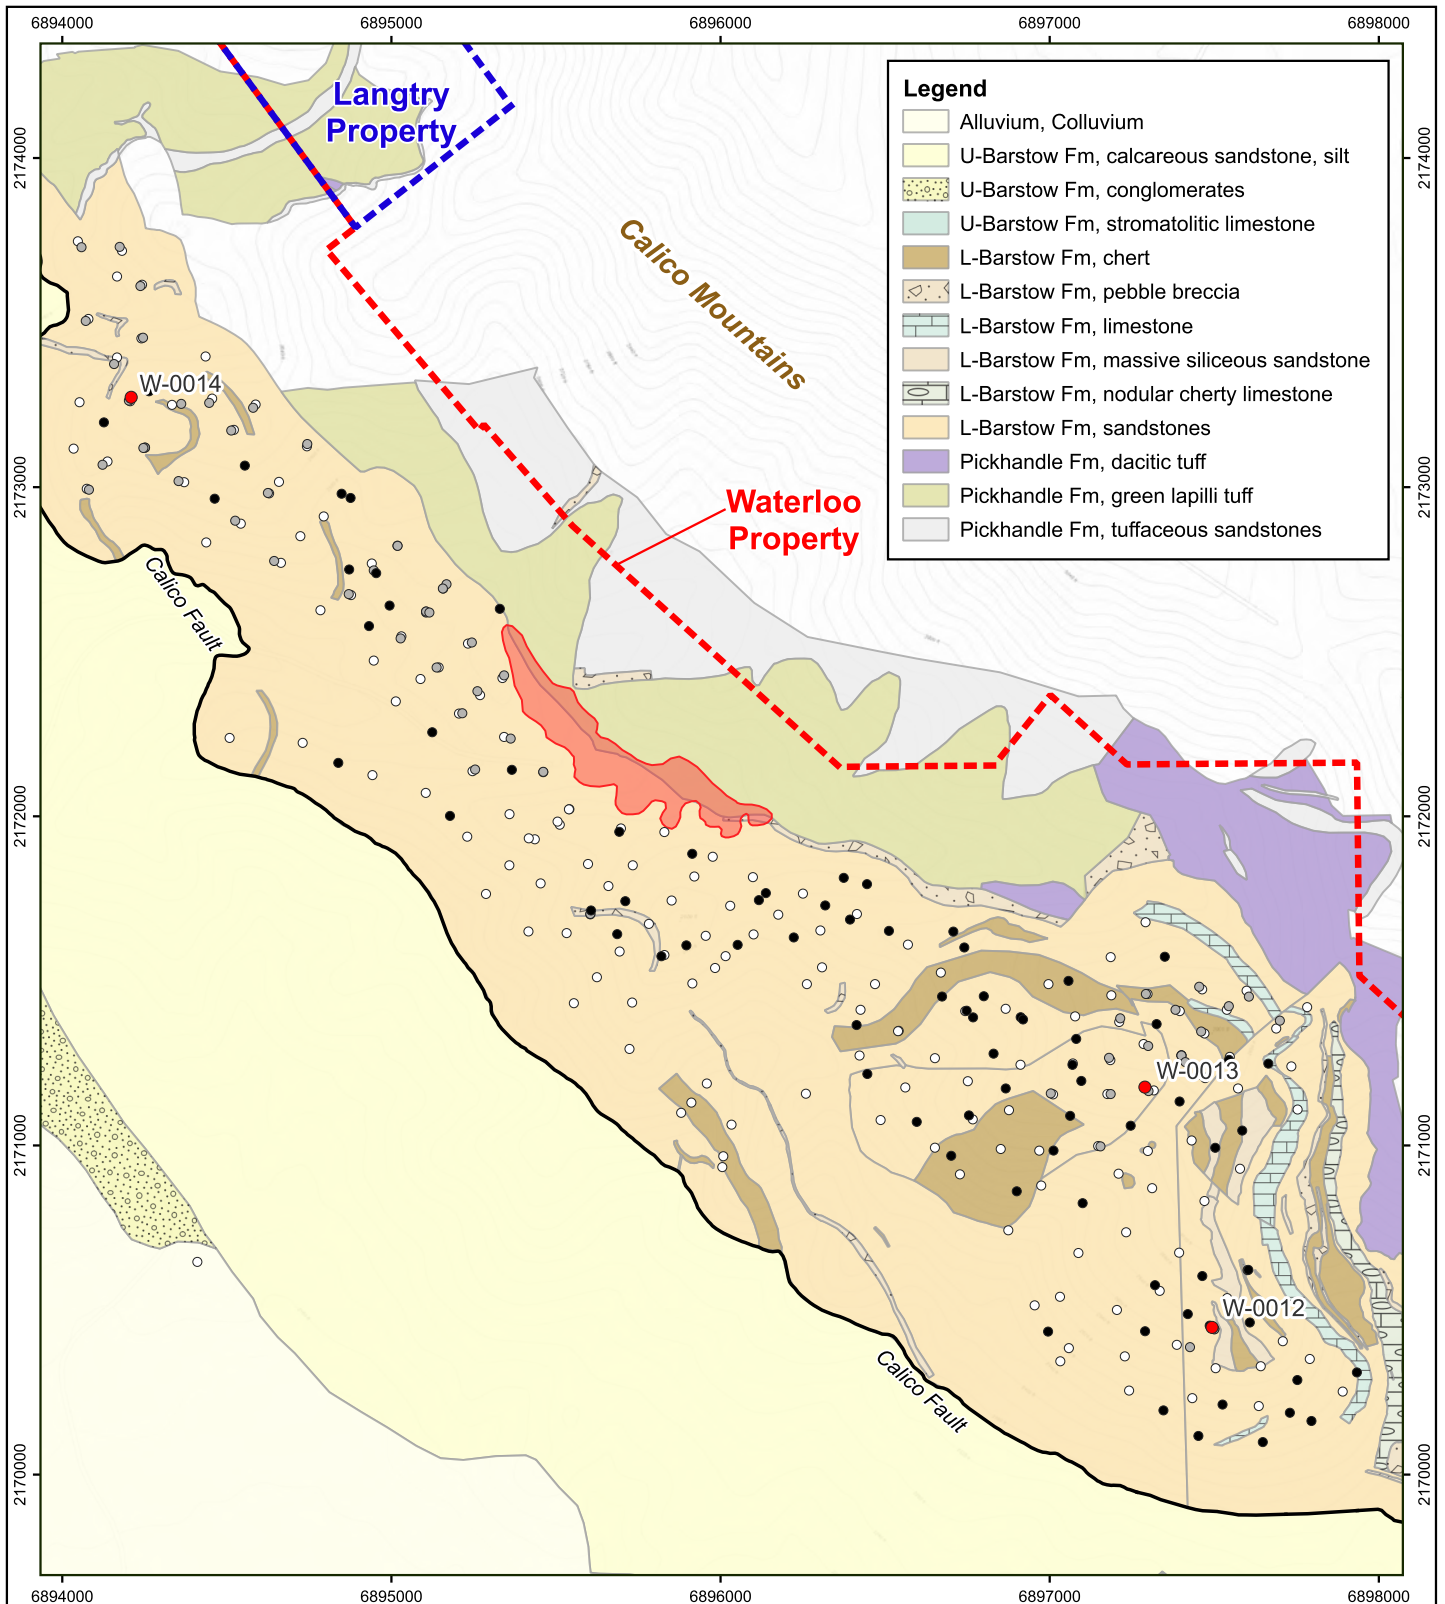 6894000
6895000
6896000
6897000
6898000
2174000
2173000
2172000
2171000
2170000
2174000
2173000
2172000
2171000
2170000
Langtry
Property
Calico Mountains
Legend
Alluvium, Colluvium
U-Barstow Fm, calcareous sandstone, silt
U-Barstow Fm, conglomerates
U-Barstow Fm, stromatolitic limestone
L-Barstow Fm, chert
L-Barstow Fm, pebble breccia
L-Barstow Fm, limestone
L-Barstow Fm, massive siliceous sandstone
L-Barstow Fm, nodular cherty limestone
L-Barstow Fm, sandstones
Pickhandle Fm, dacitic tuff
Pickhandle Fm, green lapilli tuff
Pickhandle Fm, tuffaceous sandstones
W-0014
Waterloo
Property
Calico Fault
W-0013
W-0012
Calico Fault
6894000
6895000
6896000
6897000
6898000